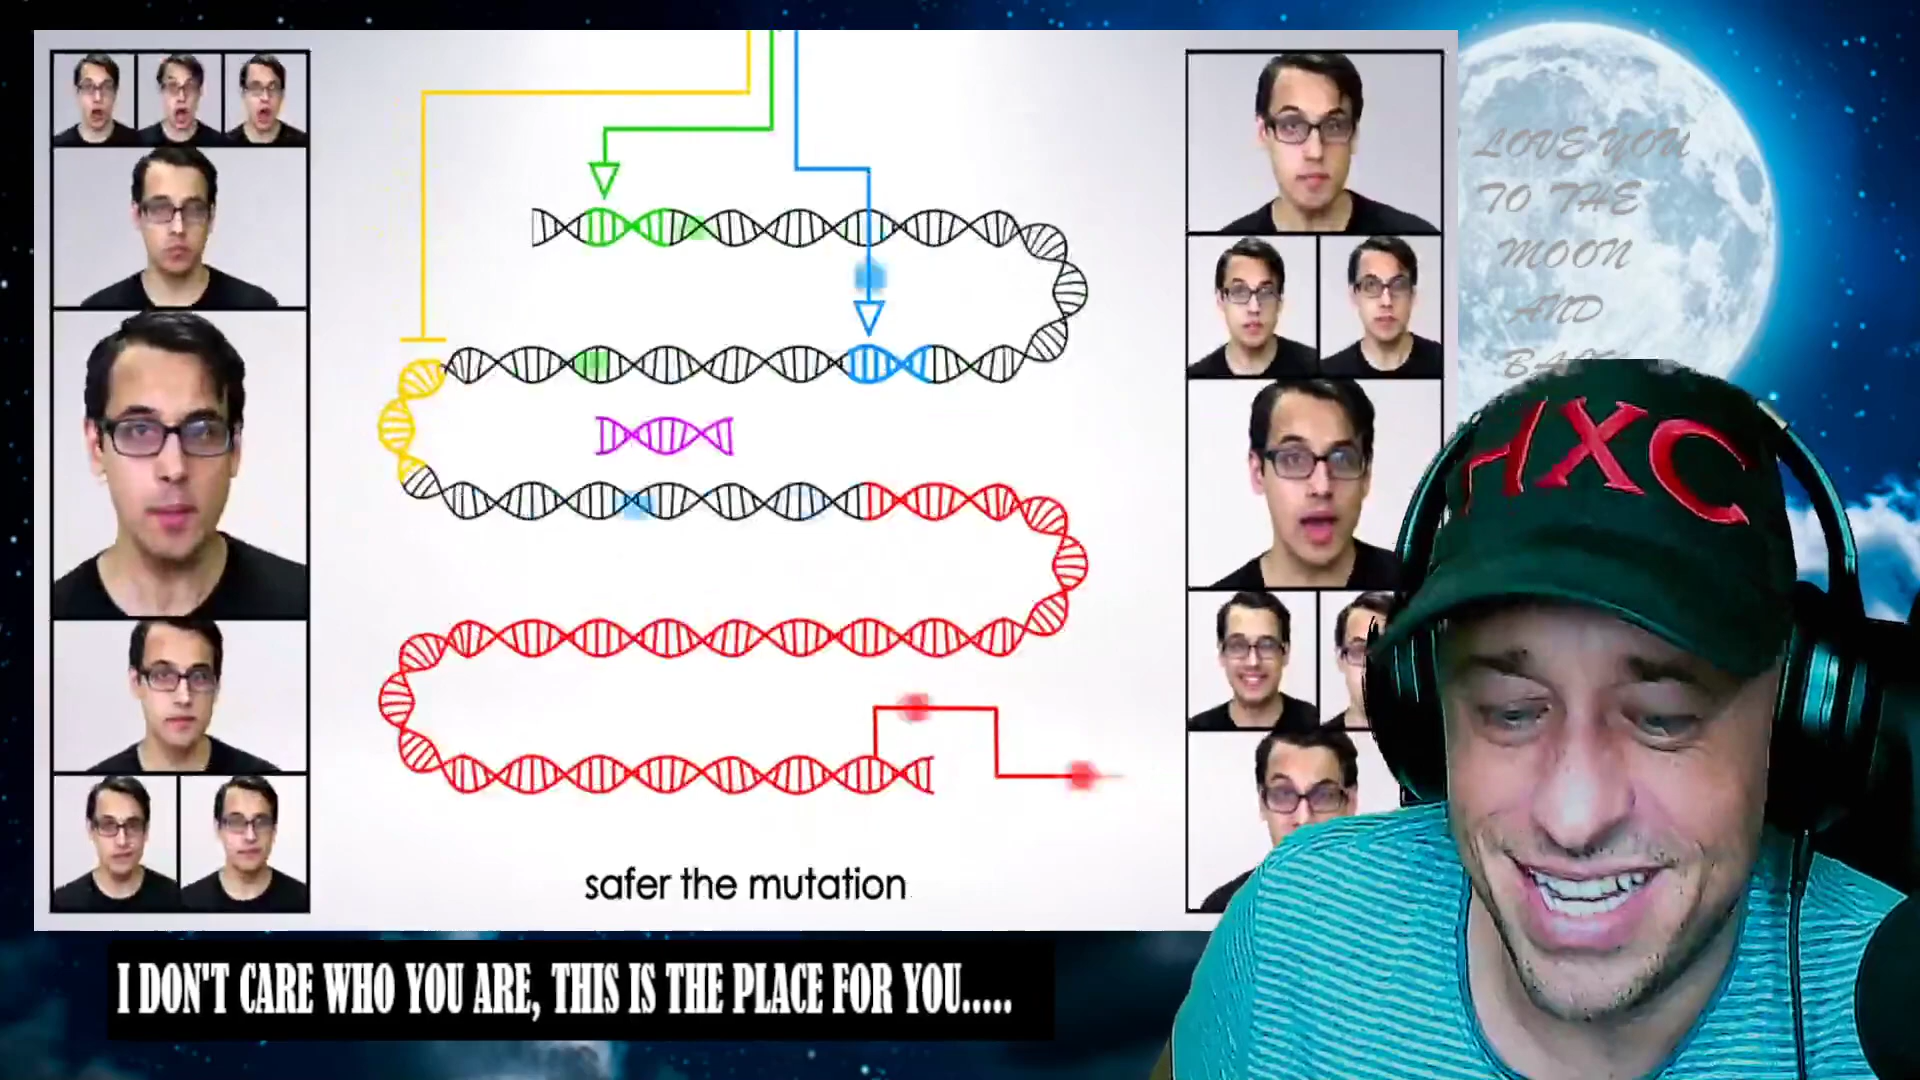 LOVE YOU
TO THE
MOON
AND
HXC
safer the mutation
I DON'T CARE WHO YOU ARE, THIS IS THE PLACE FOR YOU.....